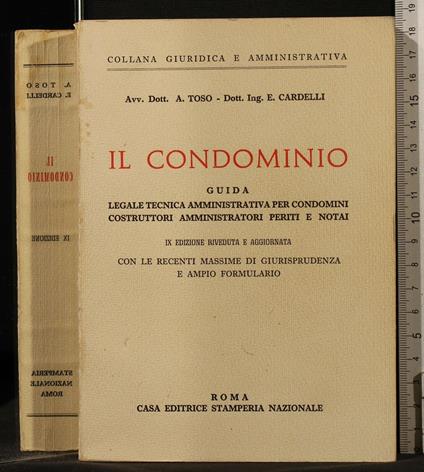 COLLANA GIURIDICA E AMMINISTRATIVA
Avv. Dott. A. TOSO - Dott. Ing. E. CARDELLI
IL CONDOMINIO
GUIDA
LEGALE TECNICA AMMINISTRATIVA PER CONDOMINI
COSTRUTTORI AMMINISTRATORI PERITI E NOTAI
IX EDIZIONE RIVEDUTA E AGGIORNATA
CON LE RECENTI MASSIME DI GIURISPRUDENZA
E AMPIO FORMULARIO
ROMA
CASA EDITRICE STAMPERIA NAZIONALE
A. TOSO
E. CARDELLI
IL
CONDOMINIO
IX EDIZIONE
STAMPERIA
NAZIONALE
ROMA